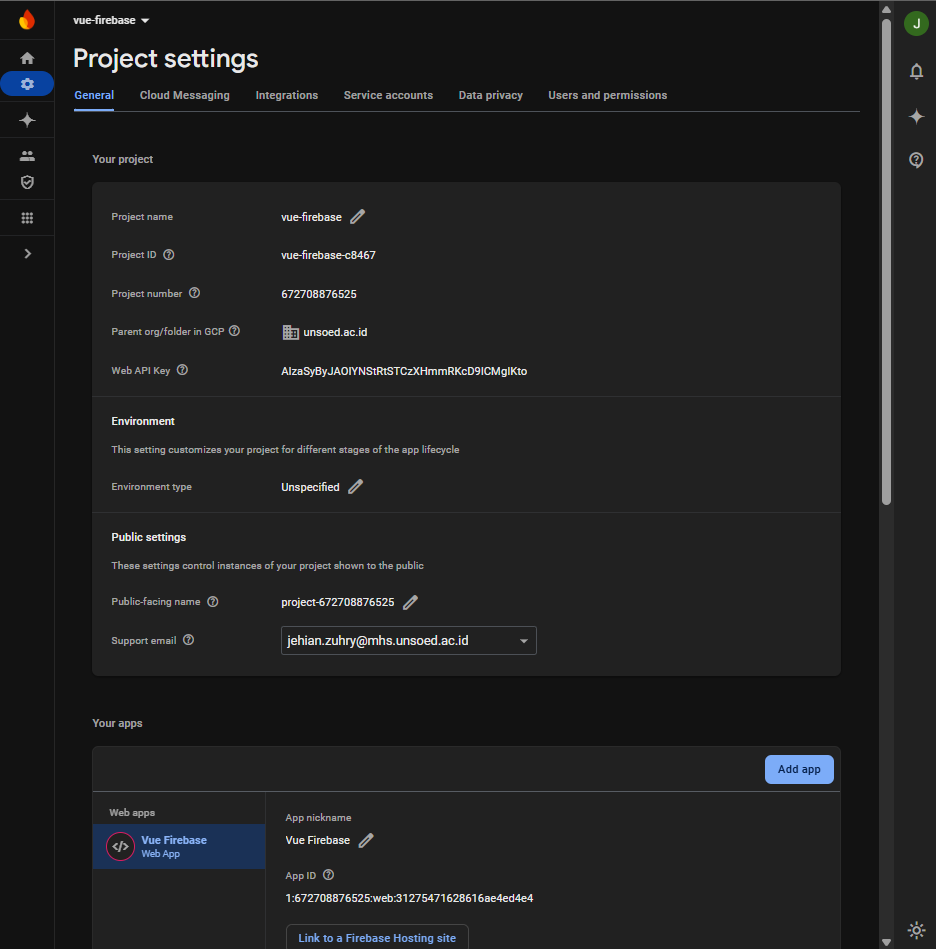 vue-firebase
J
Project settings
General
Cloud Messaging
Integrations
Service accounts
Data privacy
Users and permissions
Your project
Project name
vue-firebase
Project ID
vue-firebase-c8467
Project number
672708876525
Parent org/folder in GCP
unsoed.ac.id
Web API Key
Environment
This setting customizes your project for different stages of the app lifecycle
Environment type
Unspecified
Public settings
These settings control instances of your project shown to the public
Public-facing name
project-672708876525
Support email
jehian.zuhry@mhs.unsoed.ac.id
Your apps
Add app
Web apps
Vue Firebase
Web App
App nickname
Vue Firebase
App ID
1:672708876525:web:31275471628616ae4ed4e4
Link to a Firebase Hosting site